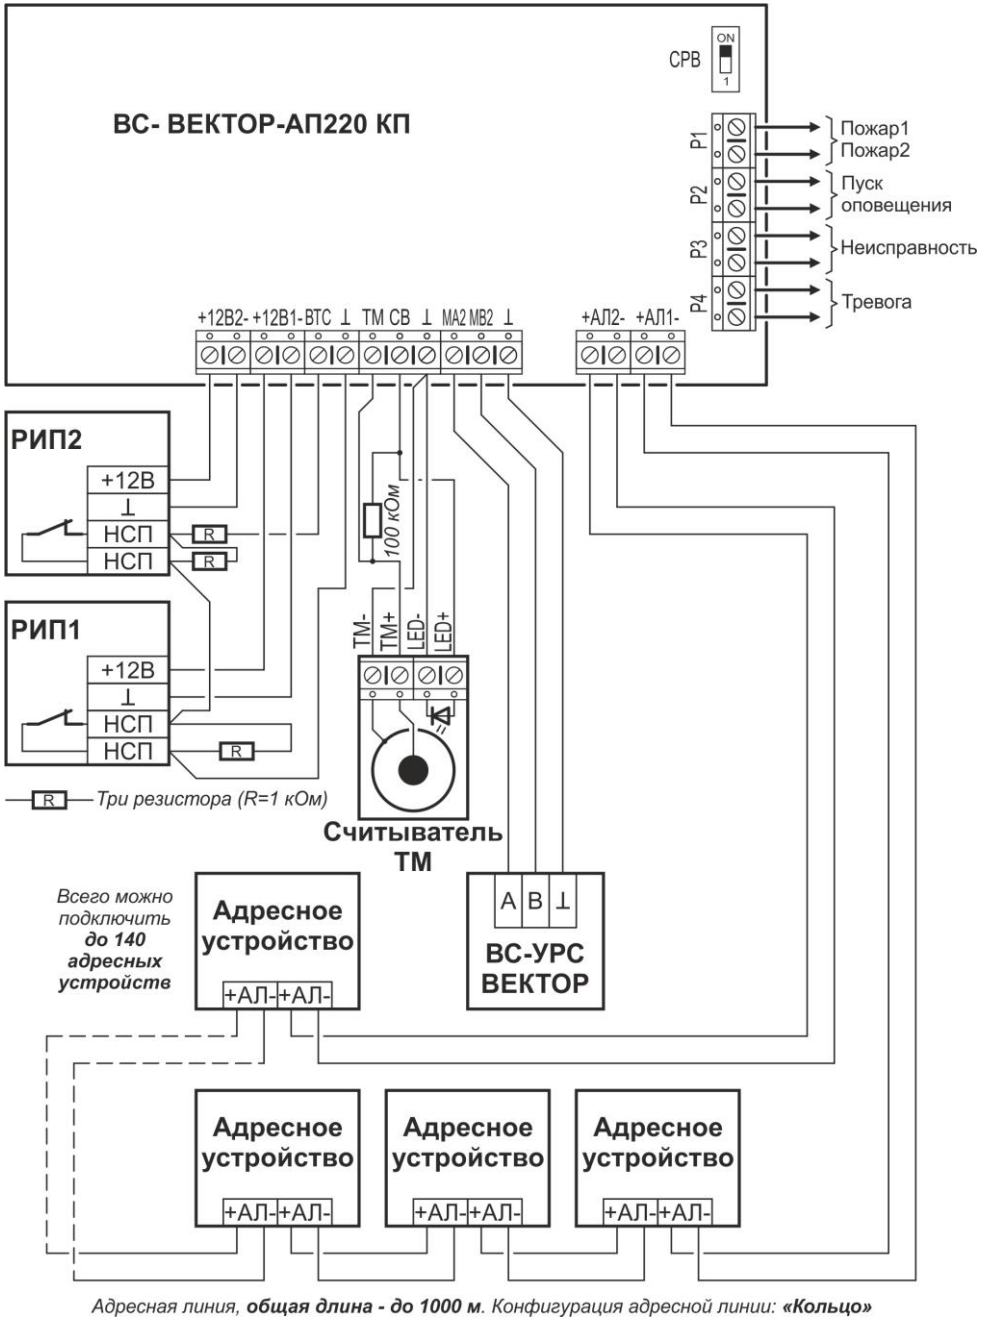 ON
СРВ
1
ВС- ВЕКТОР-АП220 КП
P1
Пожар1
Пожар2
P2
Пуск
оповещения
P3
Неисправность
P4
Тревога
+12В2- +12В1- ВТС ⊥ ТМ СВ ⊥ МА2 МВ2 ⊥ +АЛ2- +АЛ1-
РИП2
+12В
⊥
НСП
R
НСП
R
100 кОм
РИП1
+12В
⊥
НСП
НСП
R
ТМ-
ТМ+
LED-
LED+
R
Три резистора (R=1 кОм)
Считыватель
ТМ
Всего можно
подключить
до 140
адресных
устройств
Адресное
устройство
+АЛ- +АЛ-
А В ⊥
ВС-УРС
ВЕКТОР
Адресное
устройство
+АЛ- +АЛ-
Адресное
устройство
+АЛ- +АЛ-
Адресное
устройство
+АЛ- +АЛ-
Адресная линия, общая длина - до 1000 м. Конфигурация адресной линии: «Кольцо»